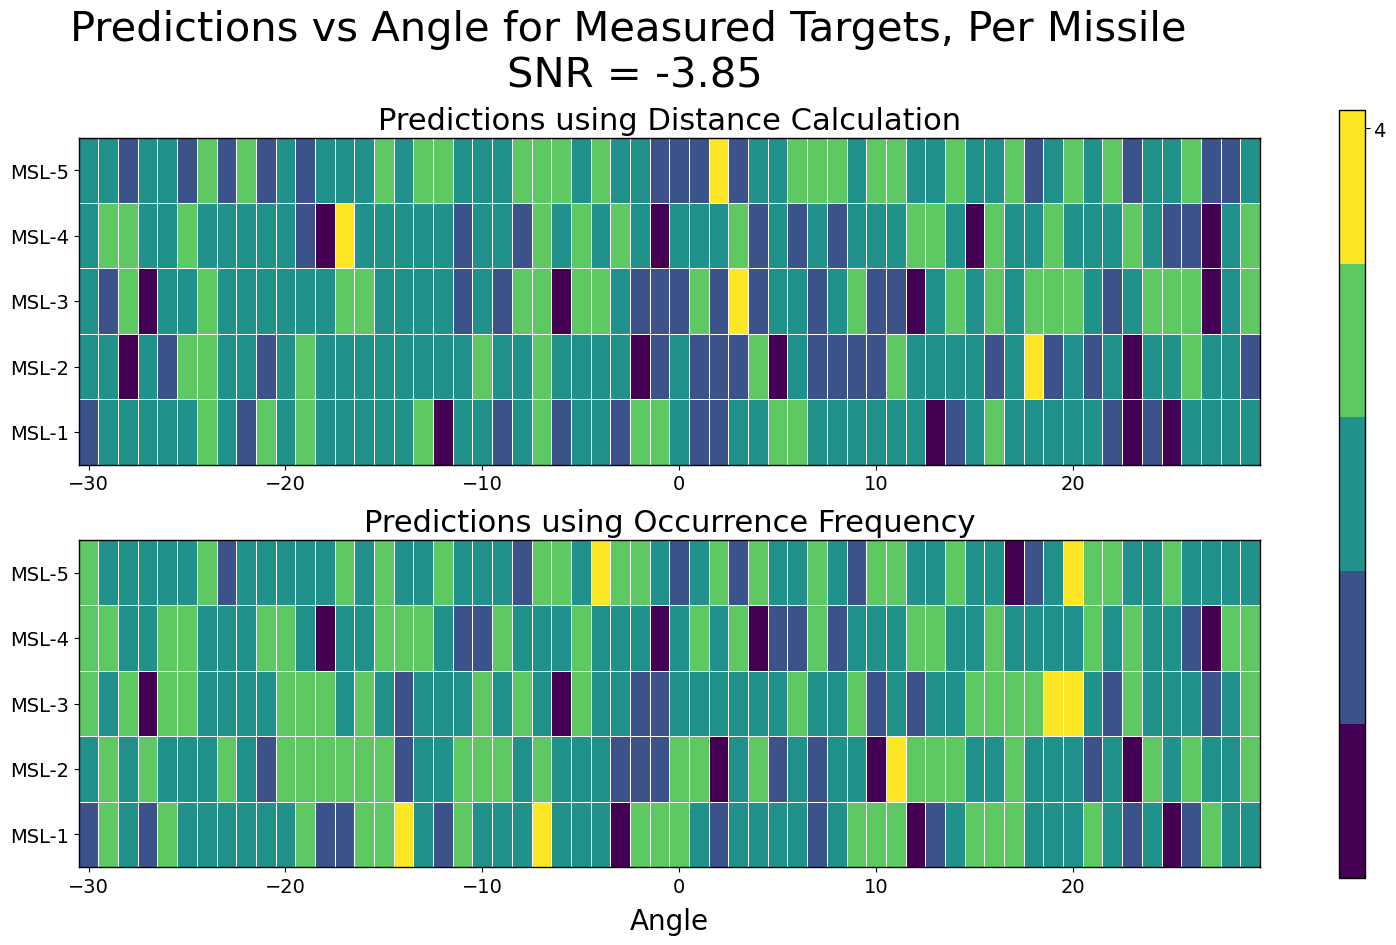 Predictions vs Angle for Measured Targets, Per Missile
SNR = -3.85
Predictions using Distance Calculation
4
MSL-5
MSL-4
MSL-3
MSL-2
MSL-1
−30 −20 −10 0 10 20
Predictions using Occurrence Frequency
MSL-5
MSL-4
MSL-3
MSL-2
MSL-1
−30 −20 −10 0 10 20
Angle